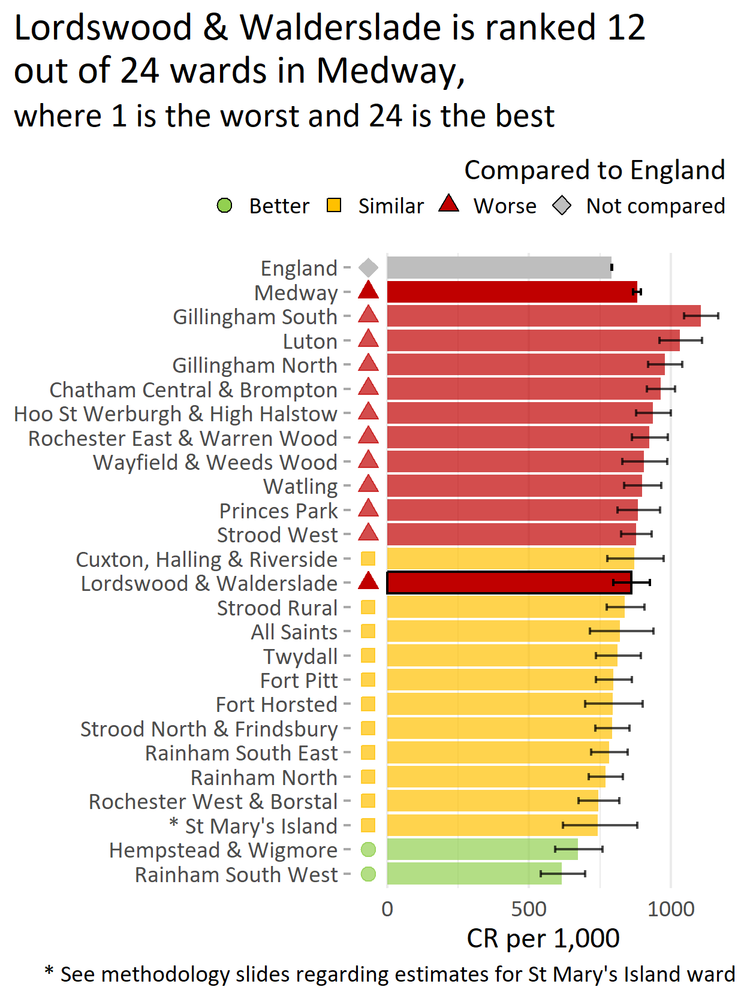 Lordswood & Walderslade is ranked 12
out of 24 wards in Medway,
where 1 is the worst and 24 is the best
Compared to England
Better Similar Worse Not compared
England
Medway
Gillingham South
Luton
Gillingham North
Chatham Central & Brompton
Hoo St Werburgh & High Halstow
Rochester East & Warren Wood
Wayfield & Weeds Wood
Watling
Princes Park
Strood West
Cuxton, Halling & Riverside
Lordswood & Walderslade
Strood Rural
All Saints
Twydall
Fort Pitt
Fort Horsted
Strood North & Frindsbury
Rainham South East
Rainham North
Rochester West & Borstal
* St Mary's Island
Hempstead & Wigmore
Rainham South West
0 500 1000
CR per 1,000
* See methodology slides regarding estimates for St Mary's Island ward